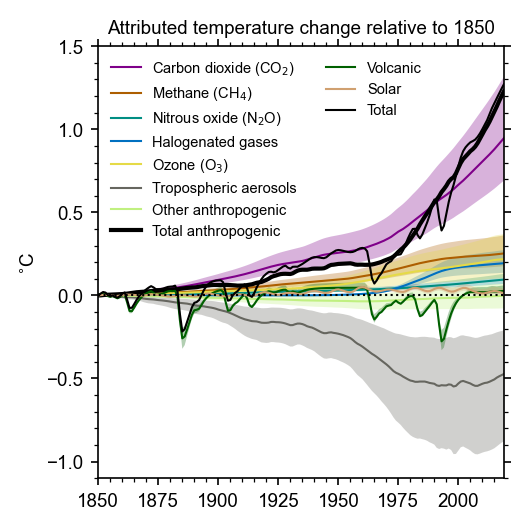 Attributed temperature change relative to 1850
1.5
1.0
0.5
0.0
−0.5
−1.0
°C
Carbon dioxide (CO₂)
Methane (CH₄)
Nitrous oxide (N₂O)
Halogenated gases
Ozone (O₃)
Tropospheric aerosols
Other anthropogenic
Total anthropogenic
Volcanic
Solar
Total
1850 1875 1900 1925 1950 1975 2000